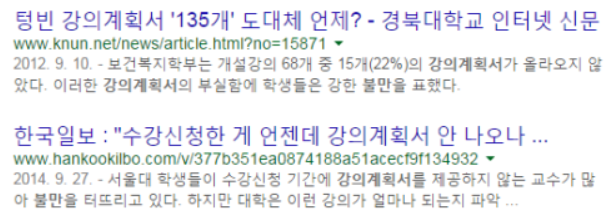 텅빈 강의계획서 '135개' 도대체 언제? - 경북대학교 인터넷 신문
www.knun.net/news/article.html?no=15871 ▼
2012. 9. 10. - 보건복지학부는 개설강의 68개 중 15개(22%)의 강의계획서가 올라오지 않
았다. 이러한 강의계획서의 부실함에 학생들은 강한 불만을 표했다.
한국일보 : "수강신청한 게 언젠데 강의계획서 안 나오나 ...
www.hankookilbo.com/v/377b351ea0874188a51acecf9f134932 ▼
2014. 9. 27. - 서울대 학생들이 수강신청 기간에 강의계획서를 제공하지 않는 교수가 많
아 불만을 터뜨리고 있다. 하지만 대학은 이런 강의가 얼마나 되는지 파악 ...